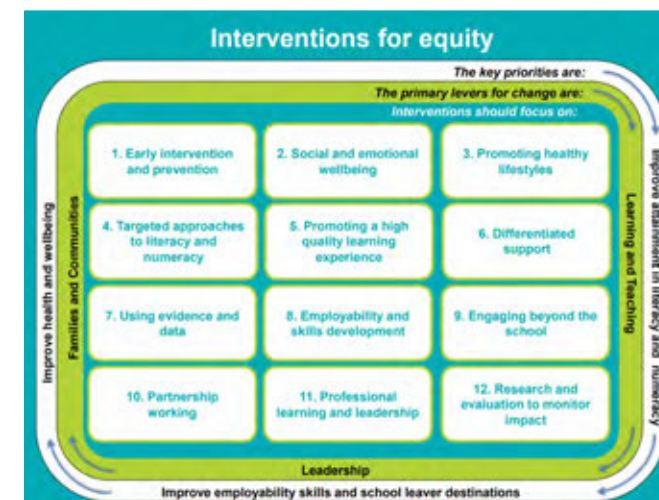 Interventions for equity
The key priorities are:
The primary levers for change are:
Interventions should focus on:
1. Early intervention
and prevention
2. Social and emotional
wellbeing
3. Promoting healthy
lifestyles
4. Targeted approaches
to literacy and
numeracy
5. Promoting a high
quality learning
experience
6. Differentiated
support
7. Using evidence and
data
8. Employability and
skills development
9. Engaging beyond the
school
10. Partnership
working
11. Professional
learning and leadership
12. Research and
evaluation to monitor
impact
Improve health and wellbeing
Families and Communities
Learning and Teaching
Improve attainment in literacy and numeracy
Leadership
Improve employability skills and school leaver destinations